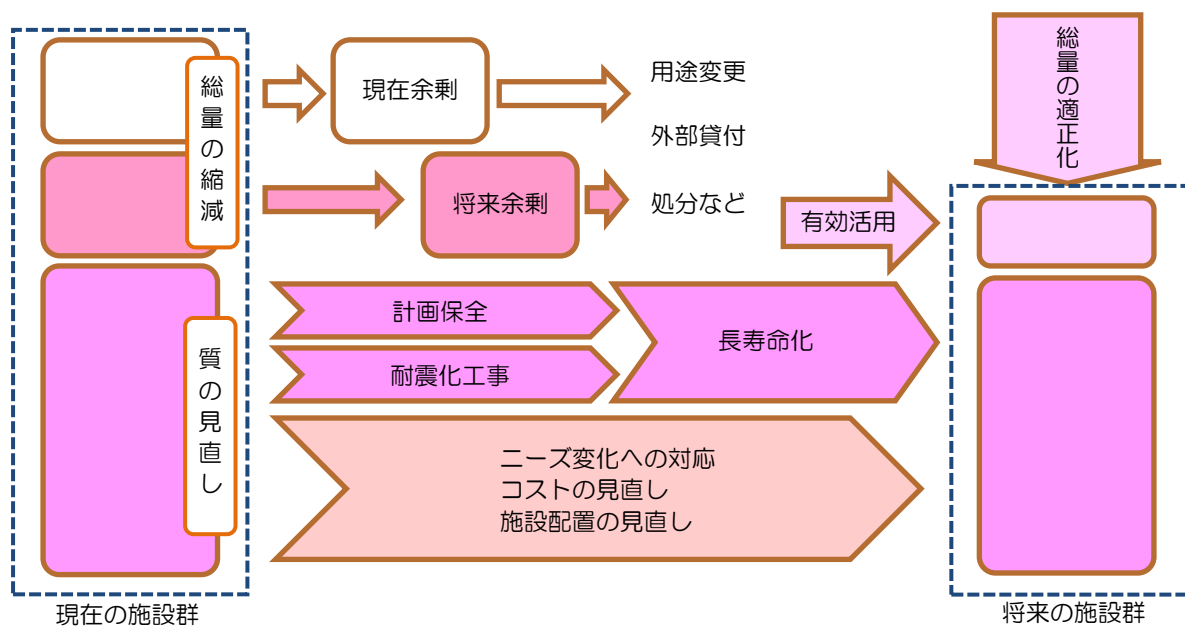 総量の縮減
現在余剰
用途変更
外部貸付
総量の適正化
将来余剰
処分など
有効活用
計画保全
耐震化工事
長寿命化
質の見直し
ニーズ変化への対応
コストの見直し
施設配置の見直し
現在の施設群
将来の施設群